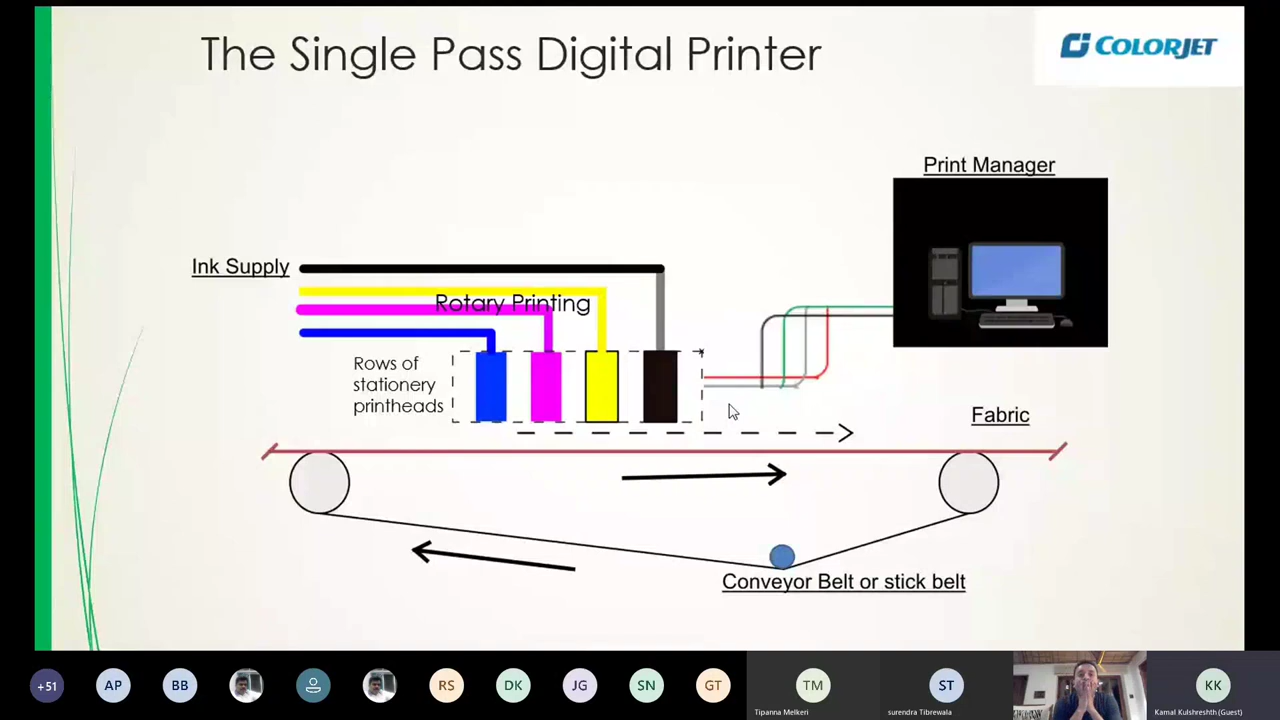 The Single Pass Digital Printer
COLORJET
Print Manager
Ink Supply
Rotary Printing
Rows of
stationery
printheads
Fabric
Conveyor Belt or stick belt
+51
AP
BB
RS
DK
JG
SN
GT
TM
Tipanna Melkeri
ST
surendra Tibrewala
KK
Kamal Kulshreshth (Guest)